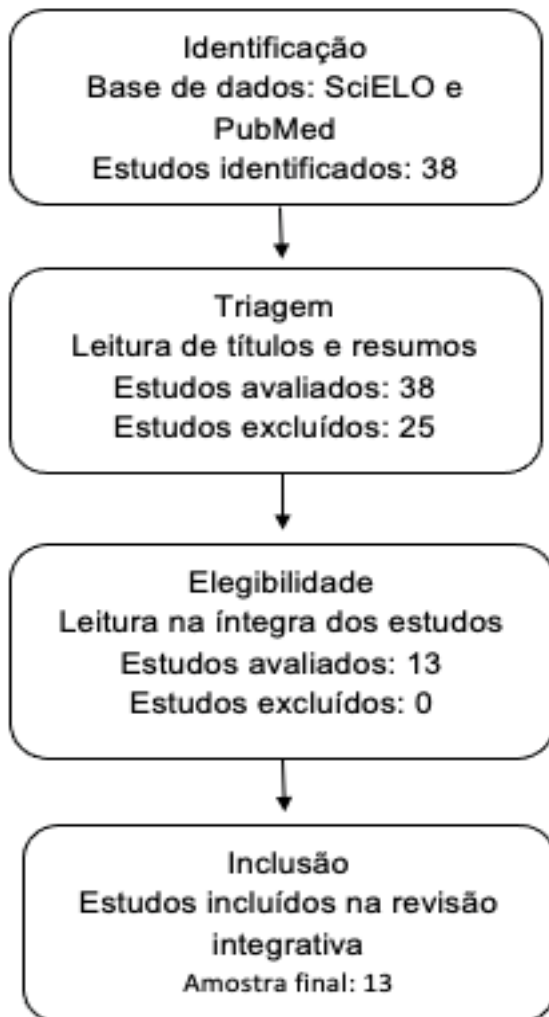 Identificação
Base de dados: SciELO e
PubMed
Estudos identificados: 38
Triagem
Leitura de títulos e resumos
Estudos avaliados: 38
Estudos excluídos: 25
Elegibilidade
Leitura na íntegra dos estudos
Estudos avaliados: 13
Estudos excluídos: 0
Inclusão
Estudos incluídos na revisão
integrativa
Amostra final: 13